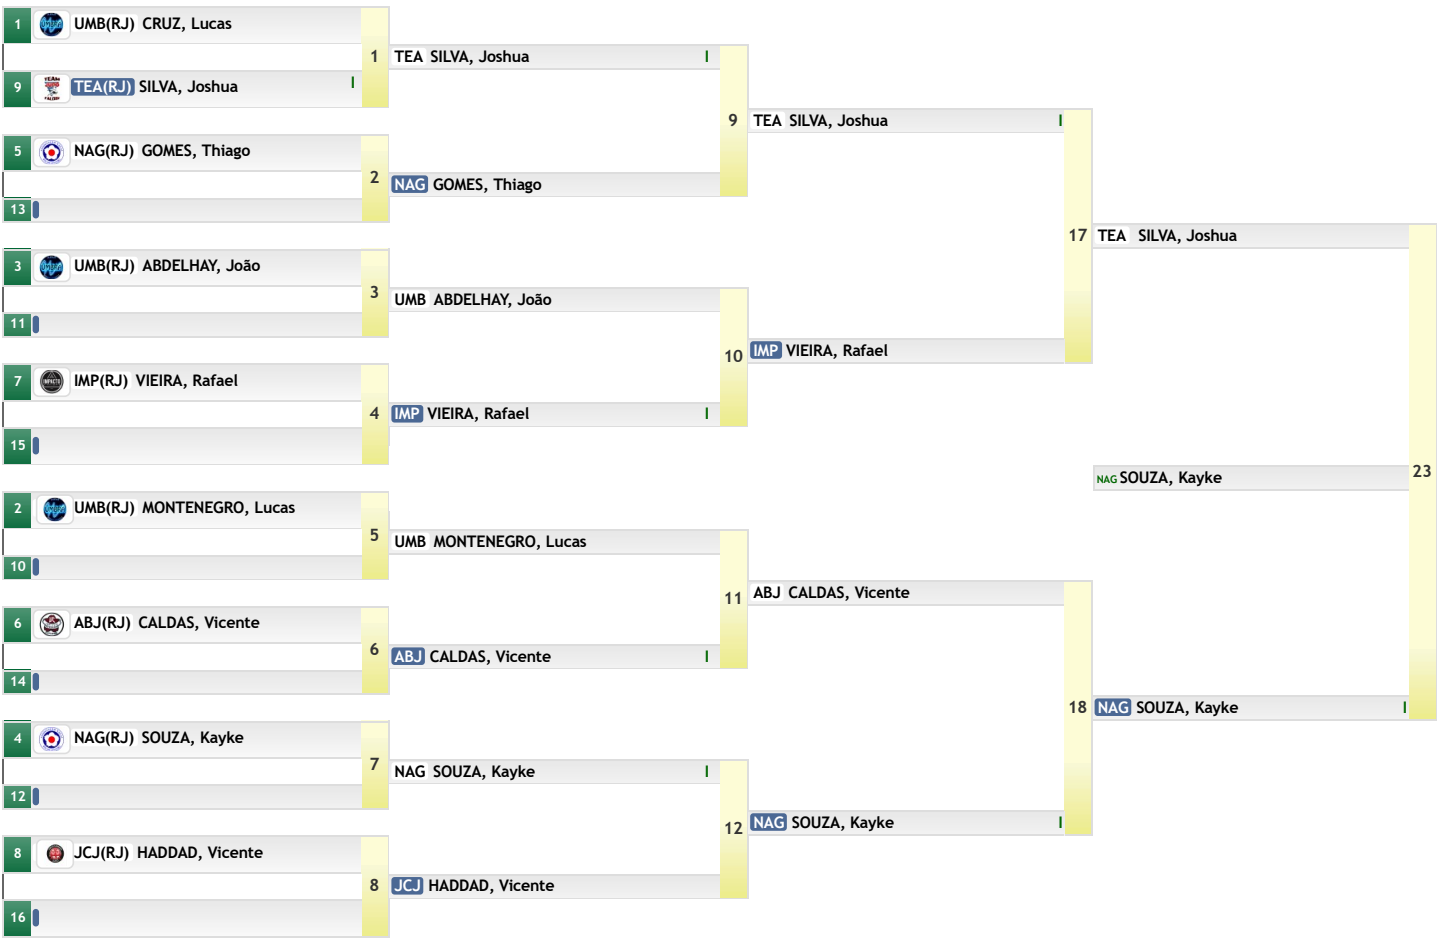 1 UMB(RJ) CRUZ, Lucas
1
9 TEA(RJ) SILVA, Joshua I
5 NAG(RJ) GOMES, Thiago
2
13
3 UMB(RJ) ABDELHAY, João
3
11
7 IMPACTO IMP(RJ) VIEIRA, Rafael
4
15
2 UMB(RJ) MONTENEGRO, Lucas
5
10
6 ABJ(RJ) CALDAS, Vicente
6
14
4 NAG(RJ) SOUZA, Kayke
7
12
8 JCJ(RJ) HADDAD, Vicente
8
16
TEA SILVA, Joshua I
9
NAG GOMES, Thiago
UMB ABDELHAY, João
10
IMP VIEIRA, Rafael I
UMB MONTENEGRO, Lucas
11
ABJ CALDAS, Vicente I
NAG SOUZA, Kayke I
12
JCJ HADDAD, Vicente
TEA SILVA, Joshua I
17
IMP VIEIRA, Rafael
ABJ CALDAS, Vicente
18
NAG SOUZA, Kayke I
TEA SILVA, Joshua
23
NAG SOUZA, Kayke
NAG SOUZA, Kayke I